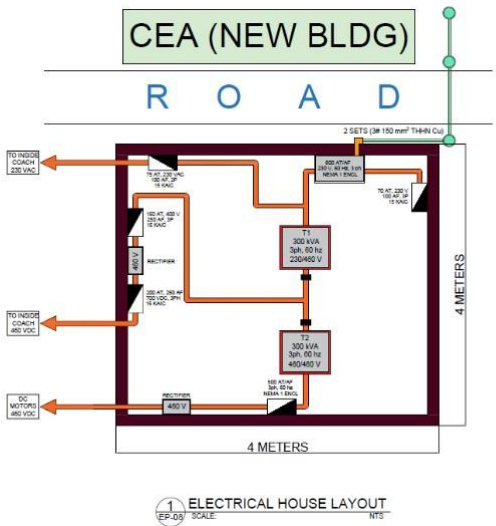 CEA (NEW BLDG)
R O A D
2 SETS (3# 150 mm² THHN Cu)
TO INSIDE
COACH
230 VAC
75 AT, 230 VAC
100 AF, 3P
15 KAIC
600 AT/AF
230 V, 60 Hz, 3 ph
NEMA 1 ENCL
70 AT, 230 V
100 AF, 3P
15 KAIC
150 AT, 400 V
250 AF, 3P
10 KAIC
T1
300 kVA
3ph, 60 hz
230/460 V
460 V
RECTIFIER
200 AT, 250 AF
700 VDC, 3PH
15 KAIC
TO INSIDE
COACH
460 VDC
T2
300 kVA
3ph, 60 hz
460/460 V
500 AT/AF
3ph, 60 hz
NEMA 1 ENCL
DC
MOTORS
460 VDC
RECTIFIER
460 V
4 METERS
4 METERS
1
EP-08
ELECTRICAL HOUSE LAYOUT
SCALE: NTS